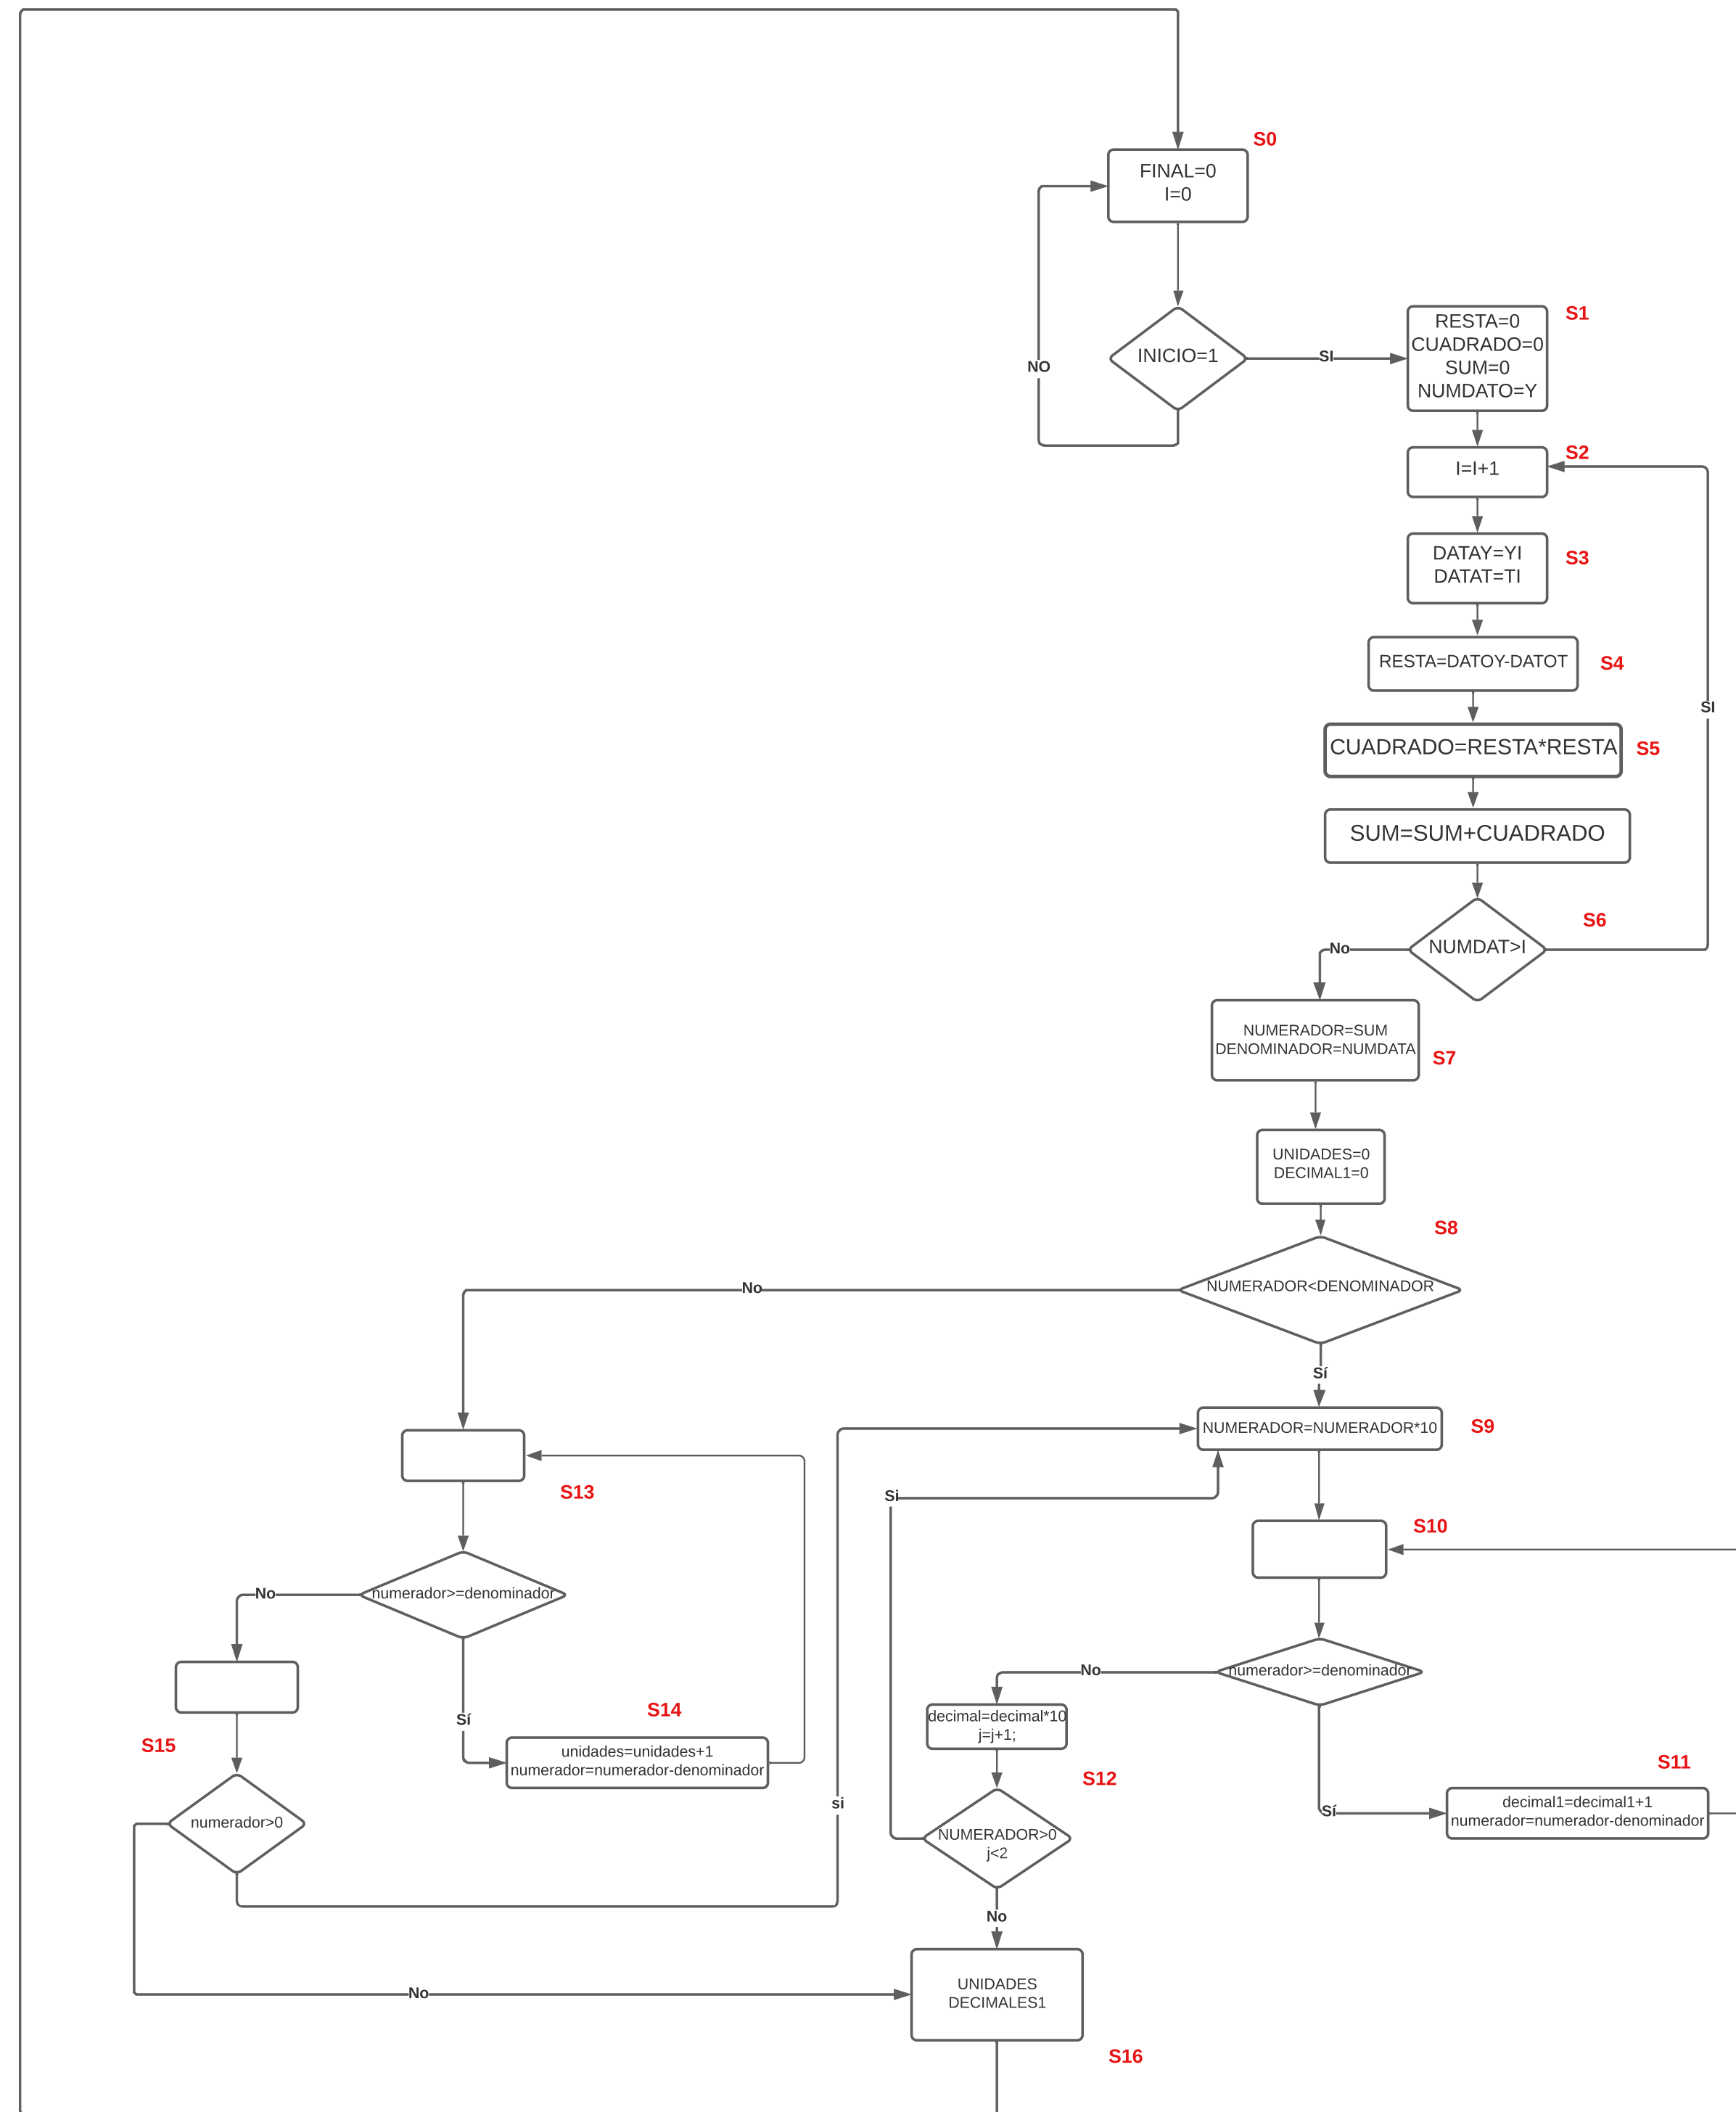 S0
FINAL=0
I=0
INICIO=1
NO
SI
S1
RESTA=0
CUADRADO=0
SUM=0
NUMDATO=Y
S2
I=I+1
S3
DATAY=YI
DATAT=TI
S4
RESTA=DATOY-DATOT
SI
S5
CUADRADO=RESTA*RESTA
SUM=SUM+CUADRADO
S6
NUMDAT>I
No
NUMERADOR=SUM
DENOMINADOR=NUMDATA
S7
UNIDADES=0
DECIMAL1=0
S8
NUMERADOR<DENOMINADOR
No
Sí
NUMERADOR=NUMERADOR*10
S9
S13
Si
S10
numerador>=denominador
No
numerador>=denominador
No
S14
Sí
decimal=decimal*10
j=j+1;
S15
unidades=unidades+1
numerador=numerador-denominador
S12
S11
decimal1=decimal1+1
numerador=numerador-denominador
Sí
si
numerador>0
NUMERADOR>0
j<2
No
No
UNIDADES
DECIMALES1
S16